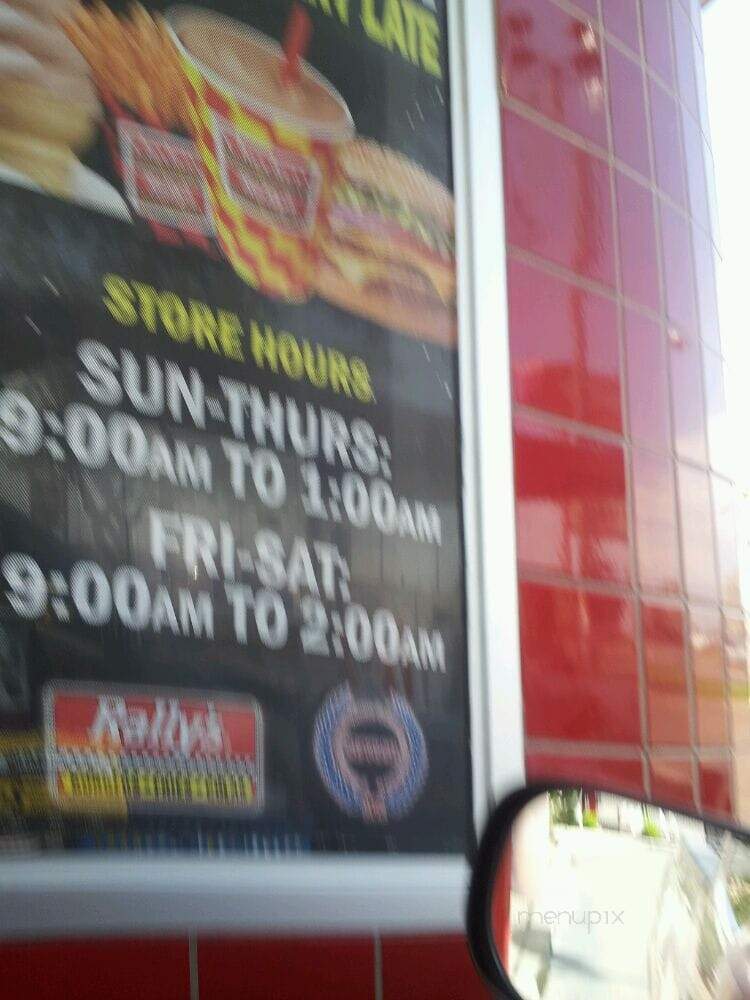 LATE
STORE HOURS
SUN-THURS:
9:00AM TO 1:00AM
FRI-SAT:
9:00AM TO 2:00AM
Rally's
menupix